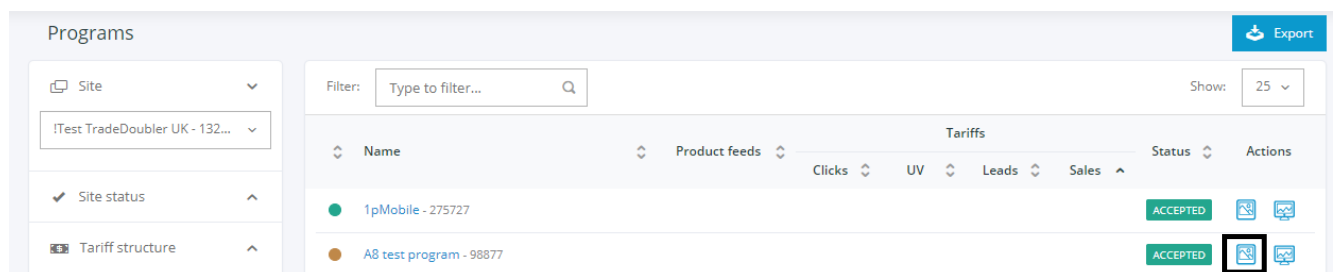 Programs
Export
Site
!Test TradeDoubler UK - 132...
Site status
Tariff structure
Filter: Type to filter... Show: 25
Name Product feeds Tariffs Status Actions
Clicks UV Leads Sales
1pMobile - 275727 ACCEPTED
A8 test program - 98877 ACCEPTED